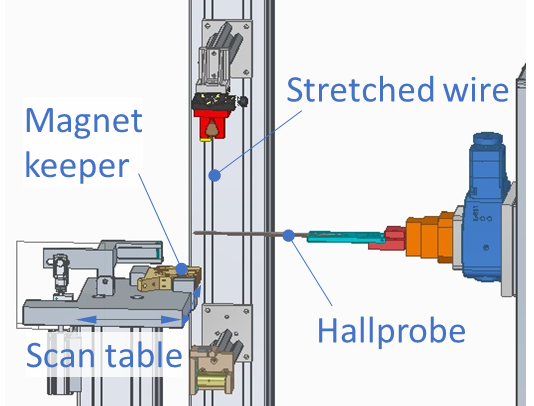 Stretched wire
Magnet
keeper
Hallprobe
Scan table